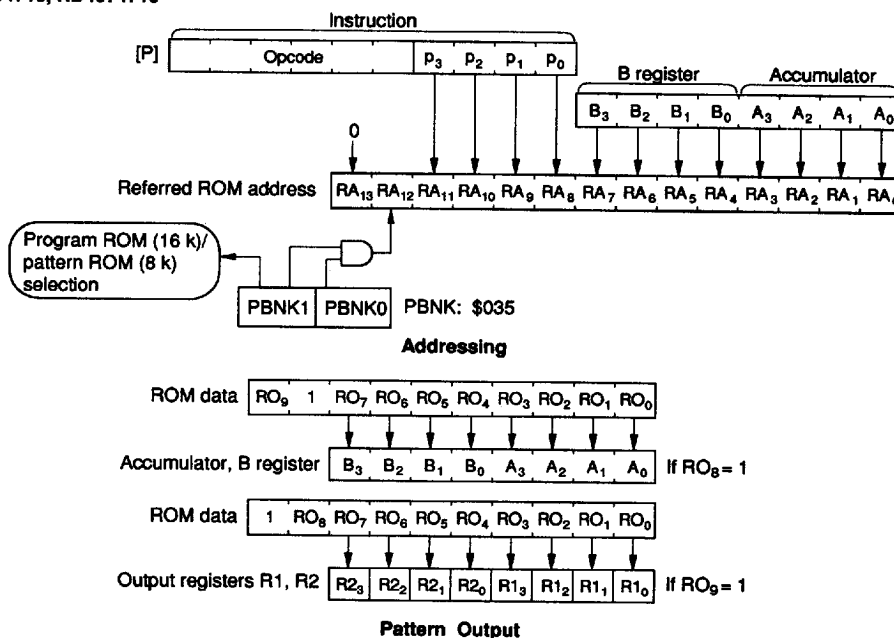 Instruction
[P] Opcode p3 p2 p1 p0
B register Accumulator
B3 B2 B1 B0 A3 A2 A1 A0
0
Referred ROM address RA13 RA12 RA11 RA10 RA9 RA8 RA7 RA6 RA5 RA4 RA3 RA2 RA1
Program ROM (16 k)/
pattern ROM (8 k)
selection
PBNK1 PBNK0 PBNK: $035
Addressing
ROM data RO9 1 RO7 RO6 RO5 RO4 RO3 RO2 RO1 RO0
Accumulator, B register B3 B2 B1 B0 A3 A2 A1 A0 If RO8 = 1
ROM data 1 RO8 RO7 RO6 RO5 RO4 RO3 RO2 RO1 RO0
Output registers R1, R2 R23 R22 R21 R20 R13 R12 R11 R10 If RO9 = 1
Pattern Output